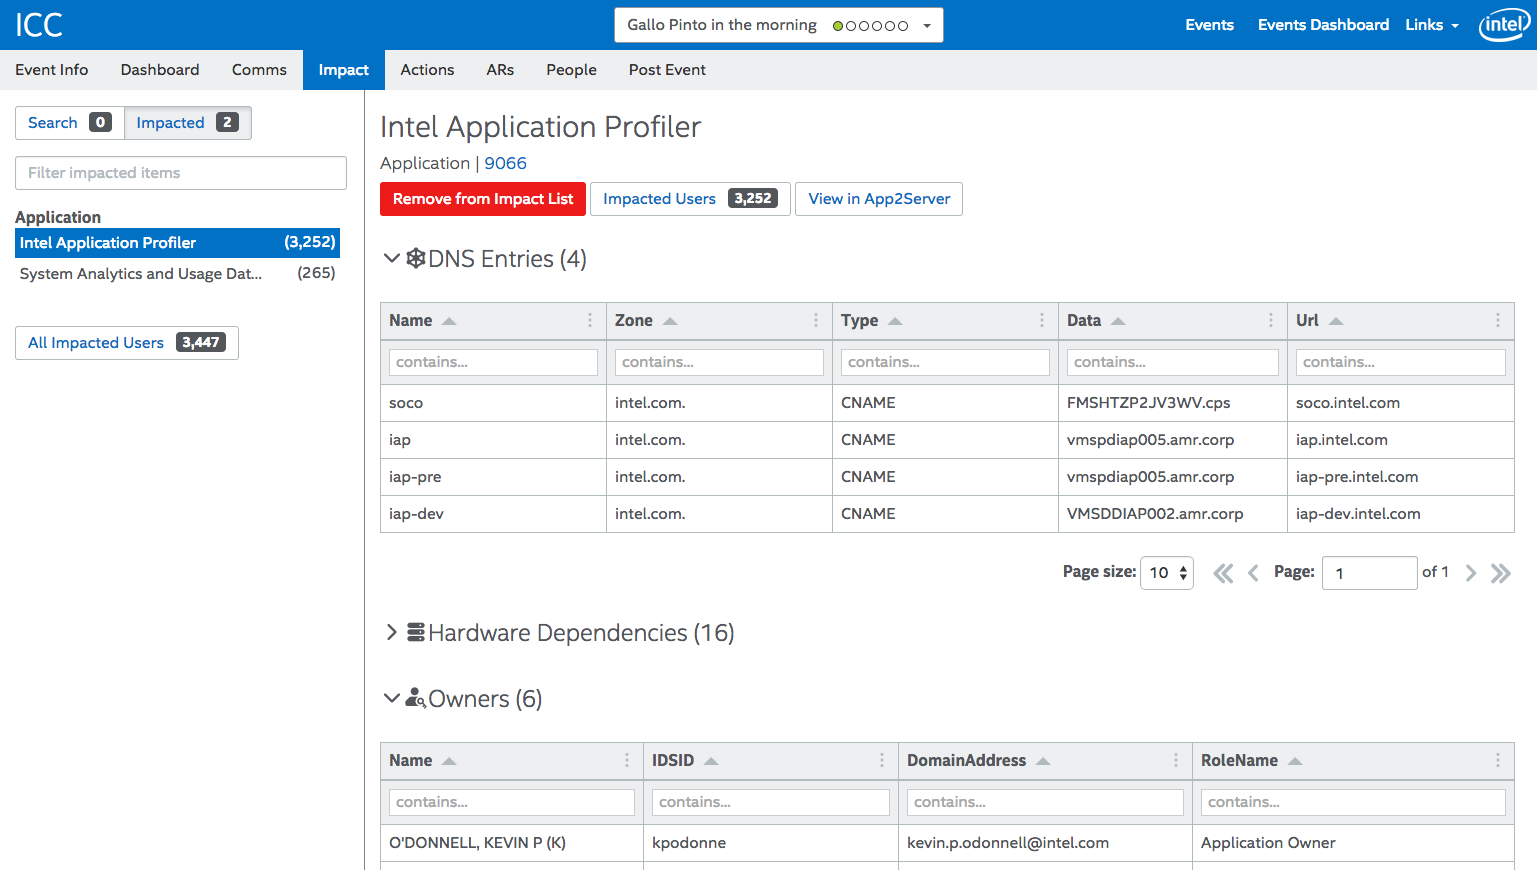 ICC
Gallo Pinto in the morning
Events
Events Dashboard
Links
intel
Event Info
Dashboard
Comms
Impact
Actions
ARs
People
Post Event
Search 0
Impacted 2
Filter impacted items
Application
Intel Application Profiler (3,252)
System Analytics and Usage Dat... (265)
All Impacted Users 3,447
Intel Application Profiler
Application | 9066
Remove from Impact List
Impacted Users 3,252
View in App2Server
DNS Entries (4)
Name Zone Type Data Url
contains... contains... contains... contains... contains...
soco intel.com. CNAME FMSHTZP2JV3WV.cps soco.intel.com
iap intel.com. CNAME vmspdiap005.amr.corp iap.intel.com
iap-pre intel.com. CNAME vmspdiap005.amr.corp iap-pre.intel.com
iap-dev intel.com. CNAME VMSDDIAP002.amr.corp iap-dev.intel.com
Page size: 10 Page: 1 of 1
Hardware Dependencies (16)
Owners (6)
Name IDSID DomainAddress RoleName
contains... contains... contains... contains...
O'DONNELL, KEVIN P (K) kpodonne kevin.p.odonnell@intel.com Application Owner